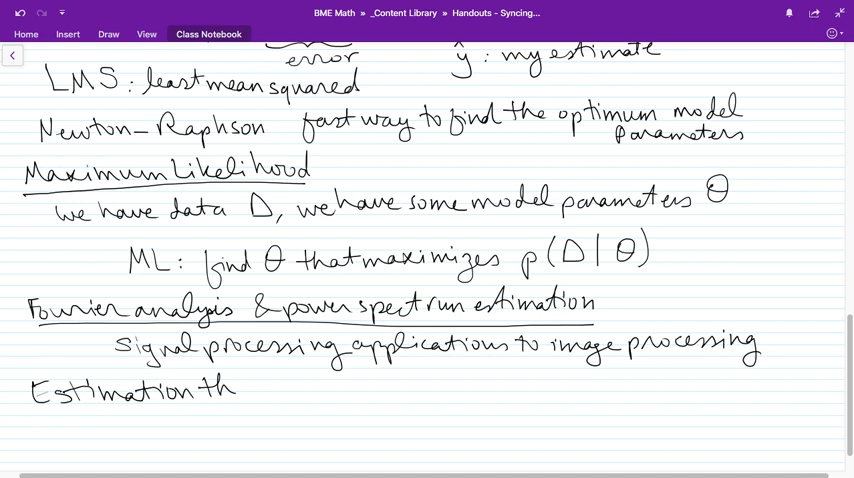 BME Math » _Content Library » Handouts - Syncing...
Home Insert Draw View Class Notebook
error ŷ : my estimate
LMS : least mean squared
Newton-Raphson fast way to find the optimum model
parameters
Maximum Likelihood
we have data D, we have some model parameters θ
ML: find θ that maximizes p(D|θ)
Fourier analysis & power spectrun estimation
Signal processing applications to image processing
Estimation th